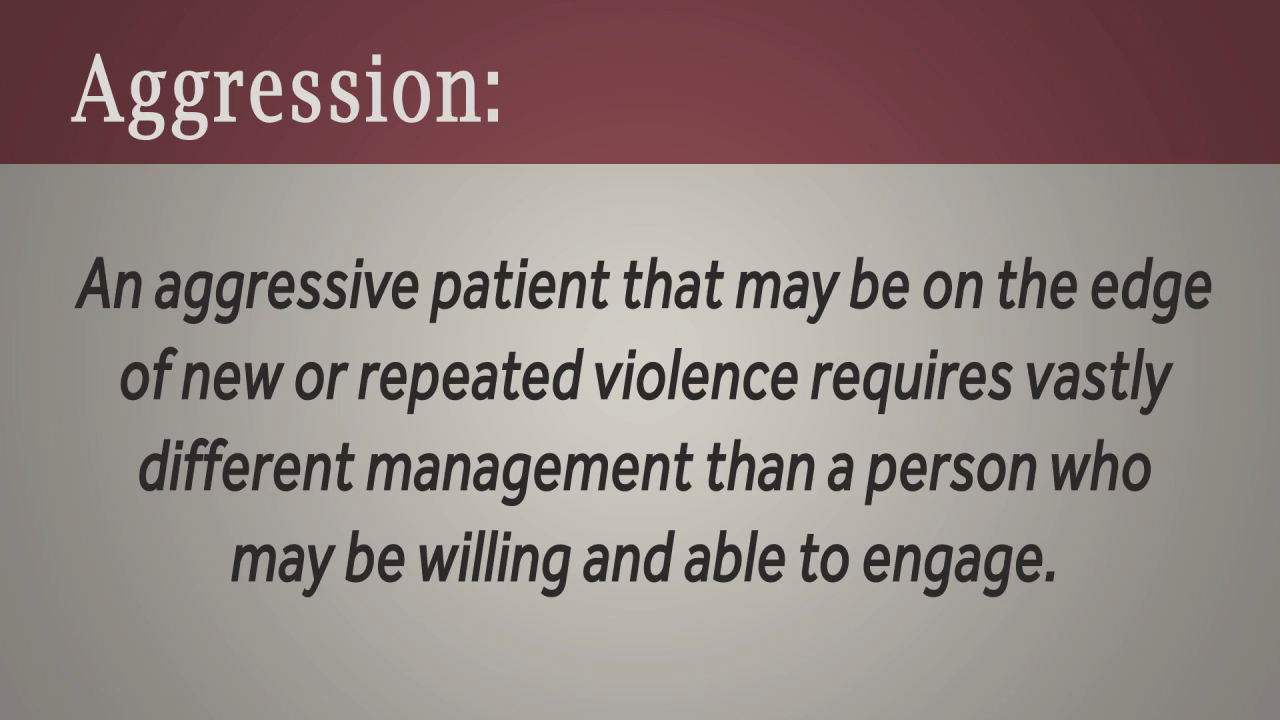 Aggression:
An aggressive patient that may be on the edge
of new or repeated violence requires vastly
different management than a person who
may be willing and able to engage.